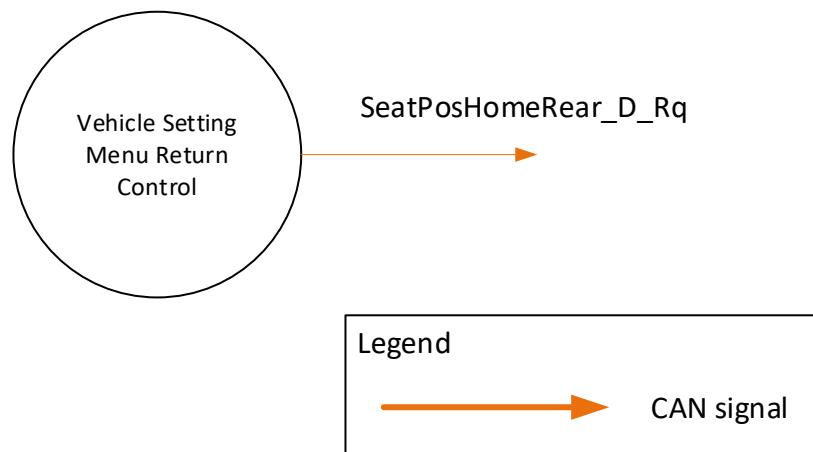 Vehicle Setting
Menu Return
Control
SeatPosHomeRear_D_Rq
Legend
CAN signal